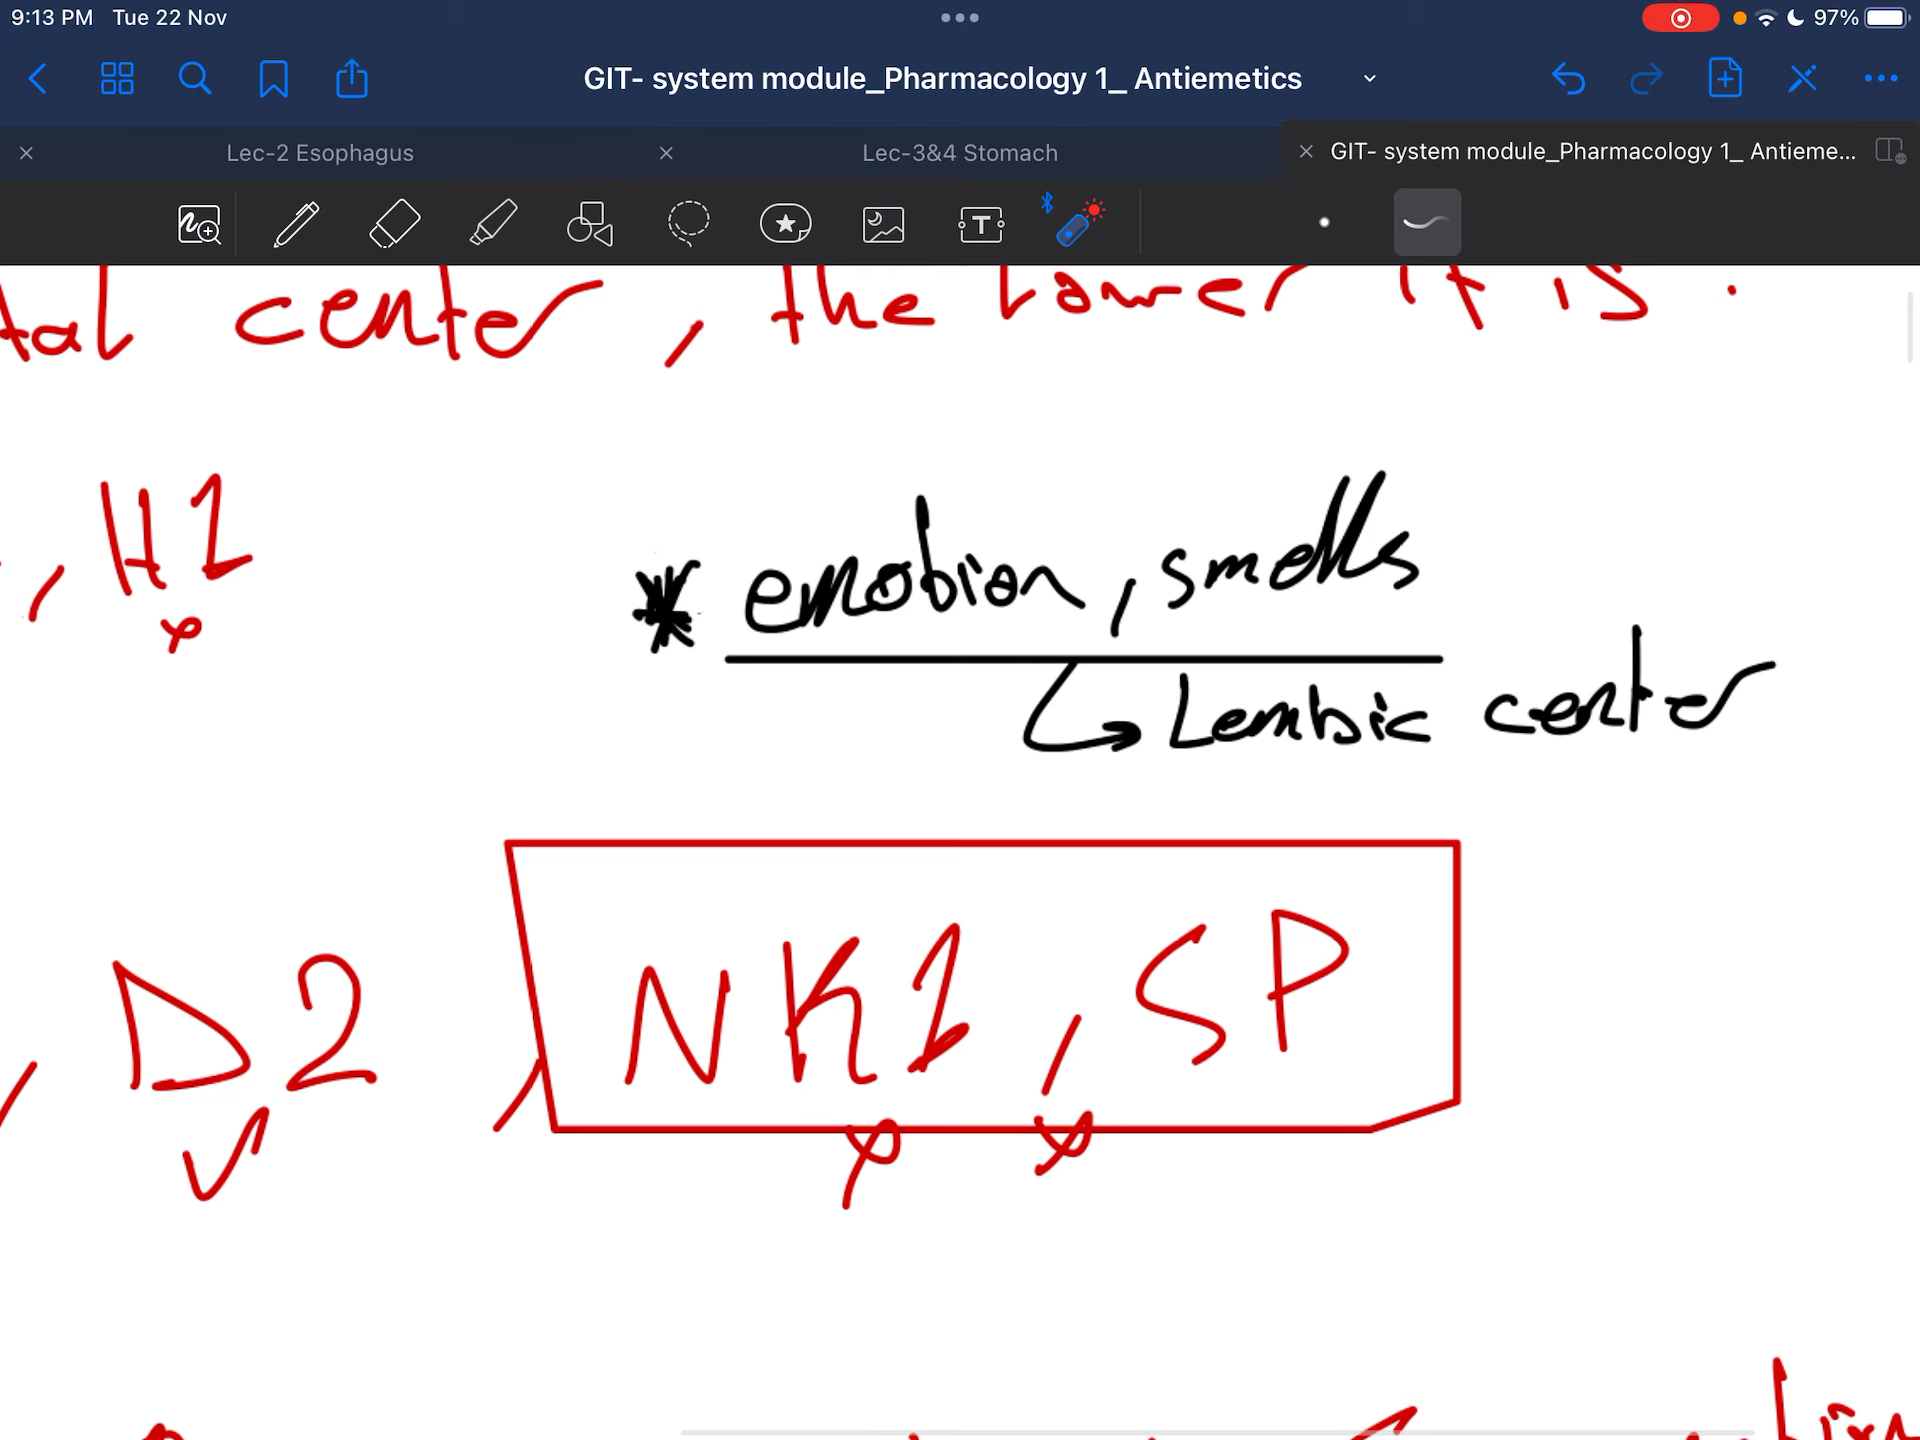 9:13 PM Tue 22 Nov 97%
GIT- system module_Pharmacology 1_ Antiemetics
Lec-2 Esophagus Lec-3&4 Stomach GIT- system module_Pharmacology 1_ Antieme...
tal center, the lower it is.
, H1
* emotion, smells
Lembic center
, D2, NK1, SP